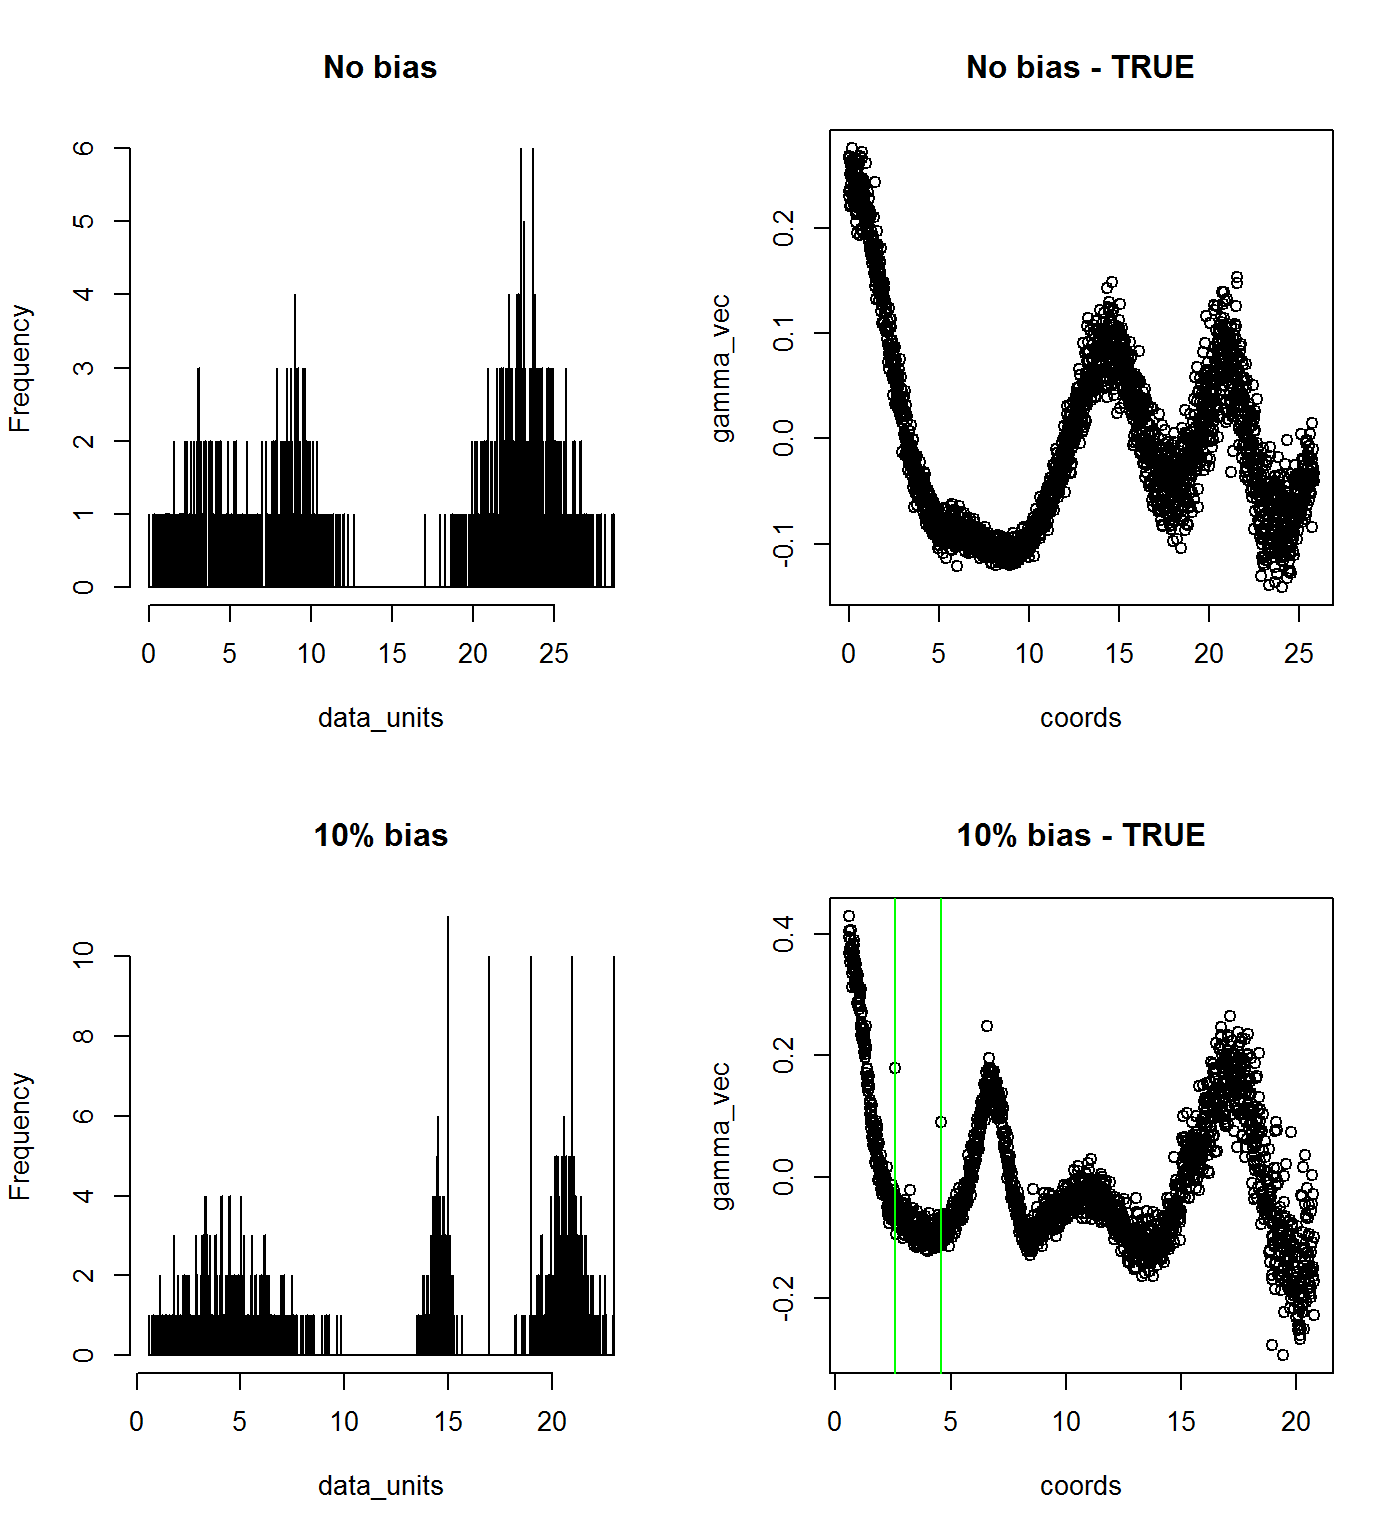 No bias
Frequency
0 1 2 3 4 5 6
0 5 10 15 20 25
data_units
No bias - TRUE
gamma_vec
-0.1 0.0 0.1 0.2
0 5 10 15 20 25
coords
10% bias
Frequency
0 2 4 6 8 10
0 5 10 15 20
data_units
10% bias - TRUE
gamma_vec
-0.2 0.0 0.2 0.4
0 5 10 15 20
coords